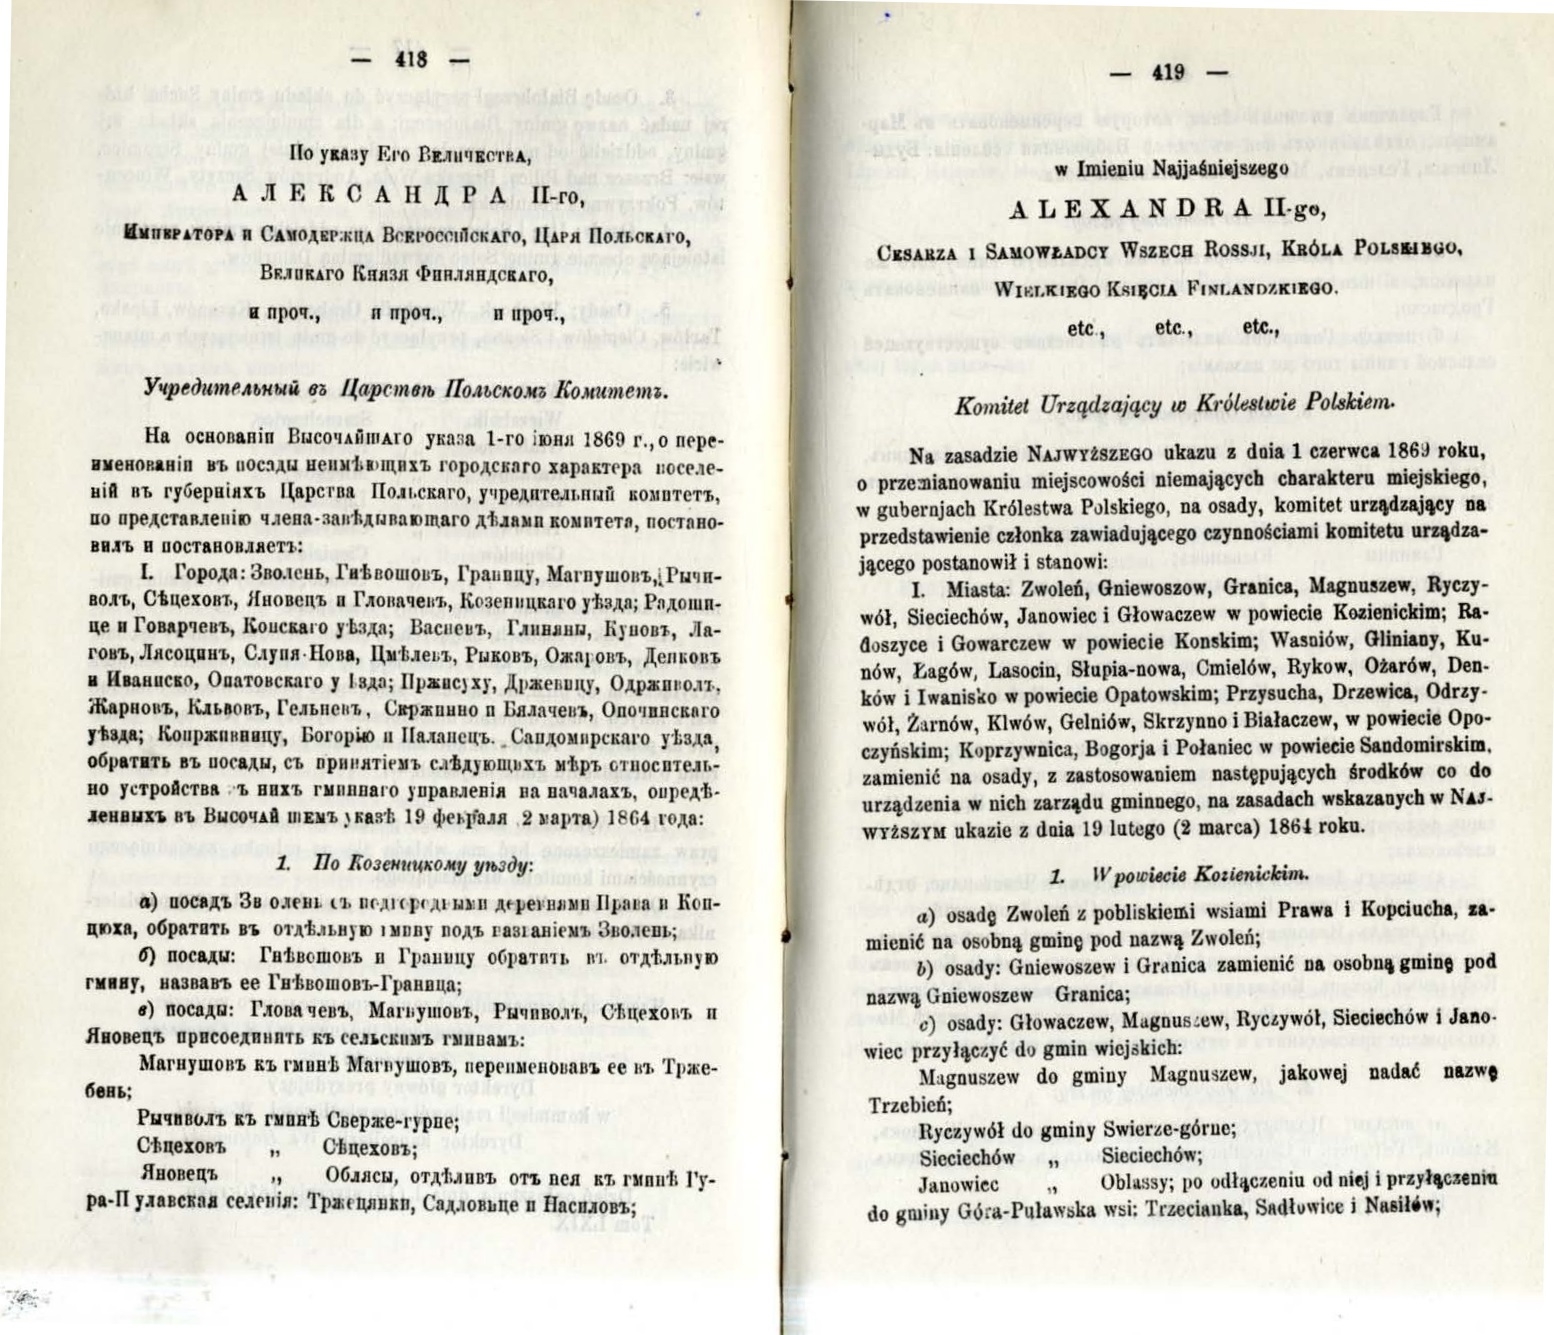 — 418 —
По указу Его Величества,
АЛЕКСАНДРА II-го,
Императора и Самодержца Всероссійскаго, Царя Польскаго,
Великаго Князя Финляндскаго,
и проч., и проч., и проч.,
Учредительный въ Царствѣ Польскомъ Комитетъ.
На основаніи Высочайшаго указа 1-го іюня 1869 г., о пере-
именованіи въ посады неимѣющихъ городскаго характера поселе-
ній въ губерніяхъ Царства Польскаго, учредительный комитетъ,
по представленію члена-завѣдывающаго дѣлами комитета, постано-
вилъ и постановляетъ:
I. Города: Зволень, Гнѣвошовъ, Границу, Магнушовъ, Рычи-
волъ, Сѣцеховъ, Яновецъ и Гловачевъ, Козеницкаго уѣзда; Радоши-
це и Говарчевъ, Конскаго уѣзда; Васневъ, Глиняны, Куновъ, Ла-
говъ, Лясоцинъ, Слупя-Нова, Цмѣлевъ, Рыковъ, Ожаровъ, Денковъ
и Иваниско, Опатовскаго уѣзда; Пржисуху, Држевицу, Одрживолъ,
Жарновъ, Кльвовъ, Гельневъ, Скржинно и Бялачевъ, Опочинскаго
уѣзда; Копрживницу, Богорію и Паланецъ, Сандомирскаго уѣзда,
обратить въ посады, съ принятіемъ слѣдующихъ мѣръ относитель-
но устройства въ нихъ гминнаго управленія на началахъ, опредѣ-
ленныхъ въ Высочайшемъ указѣ 19 февраля 2 марта) 1864 года:
1. По Козеницкому уѣзду:
а) посадъ Зволень съ подгородными деревнями Права и Коп-
цюха, обратить въ отдѣльную гмину подъ названіемъ Зволень;
б) посады: Гнѣвошовъ и Границу обратить въ отдѣльную
гмину, назвавъ ее Гнѣвошовъ-Граница;
в) посады: Гловачевъ, Магнушовъ, Рычиволъ, Сѣцеховъ и
Яновецъ присоединить къ сельскимъ гминамъ:
Магнушовъ къ гминѣ Магнушовъ, переименовавъ ее въ Трже-
бень;
Рычиволъ къ гминѣ Сверже-гурне;
Сѣцеховъ „ Сѣцеховъ;
Яновецъ „ Облясы, отдѣливъ отъ нея къ гминѣ Гу-
ра-Пулавская селенія: Тржецянки, Садловице и Насиловъ;
— 419 —
w Imieniu Najjaśniejszego
ALEXANDRA II-go,
Cesarza i Samowładcy Wszech Rossji, Króla Polskiego,
Wielkiego Księcia Finlandzkiego.
etc., etc., etc.,
Komitet Urządzający w Królestwie Polskiem.
Na zasadzie Najwyższego ukazu z dnia 1 czerwca 1869 roku,
o przemianowaniu miejscowości niemających charakteru miejskiego,
w gubernjach Królestwa Polskiego, na osady, komitet urządzający na
przedstawienie członka zawiadującego czynnościami komitetu urządza-
jącego postanowił i stanowi:
I. Miasta: Zwoleń, Gniewoszow, Granica, Magnuszew, Ryczy-
wół, Sieciechów, Janowiec i Głowaczew w powiecie Kozienickim; Ra-
doszyce i Gowarczew w powiecie Konskim; Wasniów, Gliniany, Ku-
nów, Łagów, Lasocin, Słupia-nowa, Cmielów, Rykow, Ożarów, Den-
ków i Iwanisko w powiecie Opatowskim; Przysucha, Drzewica, Odrzy-
wół, Żarnów, Klwów, Gelniów, Skrzynno i Białaczew, w powiecie Opo-
czyńskim; Koprzywnica, Bogorja i Połaniec w powiecie Sandomirskim,
zamienić na osady, z zastosowaniem następujących środków co do
urządzenia w nich zarządu gminnego, na zasadach wskazanych w Naj-
wyższym ukazie z dnia 19 lutego (2 marca) 1864 roku.
1. W powiecie Kozienickim.
a) osadę Zwoleń z pobliskiemi wsiami Prawa i Kopciucha, za-
mienić na osobną gminę pod nazwą Zwoleń;
b) osady: Gniewoszew i Granica zamienić na osobną gminę pod
nazwą Gniewoszew Granica;
c) osady: Głowaczew, Magnuszew, Ryczywół, Sieciechów i Jano-
wiec przyłączyć do gmin wiejskich:
Magnuszew do gminy Magnuszew, jakowej nadać nazwę
Trzebień;
Ryczywół do gminy Swierze-górne;
Sieciechów „ Sieciechów;
Janowiec „ Oblassy; po odłączeniu od niej i przyłączeniu
do gminy Góra-Puławska wsi: Trzecianka, Sadłowice i Nasiłów;